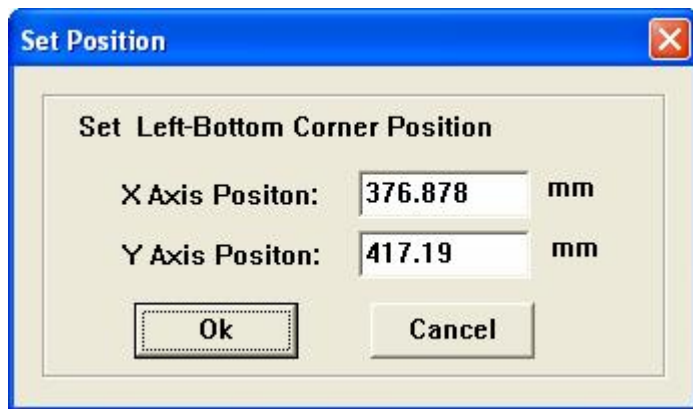 Set Position
Set Left-Bottom Corner Position
X Axis Positon: 376.878 mm
Y Axis Positon: 417.19 mm
Ok Cancel